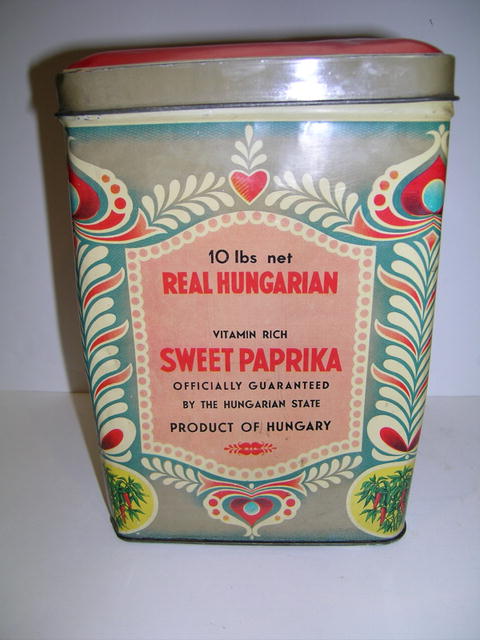 10 lbs net
REAL HUNGARIAN
VITAMIN RICH
SWEET PAPRIKA
OFFICIALLY GUARANTEED
BY THE HUNGARIAN STATE
PRODUCT OF HUNGARY